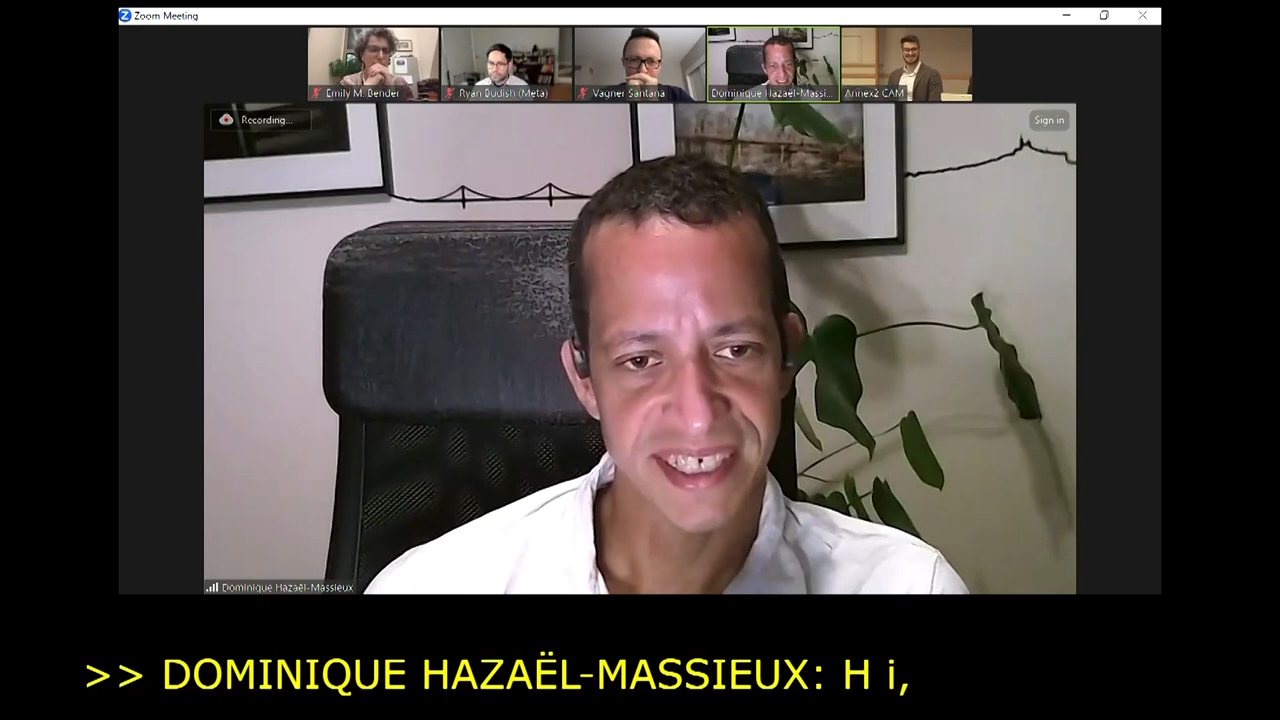 Zoom Meeting
Emily M. Bender
Ryan Budish (Meta)
Vagner Santana
Dominique Hazaël-Massi...
Annex2 CAM
Recording...
Sign in
Dominique Hazaël-Massieux
>> DOMINIQUE HAZAËL-MASSIEUX: H i,